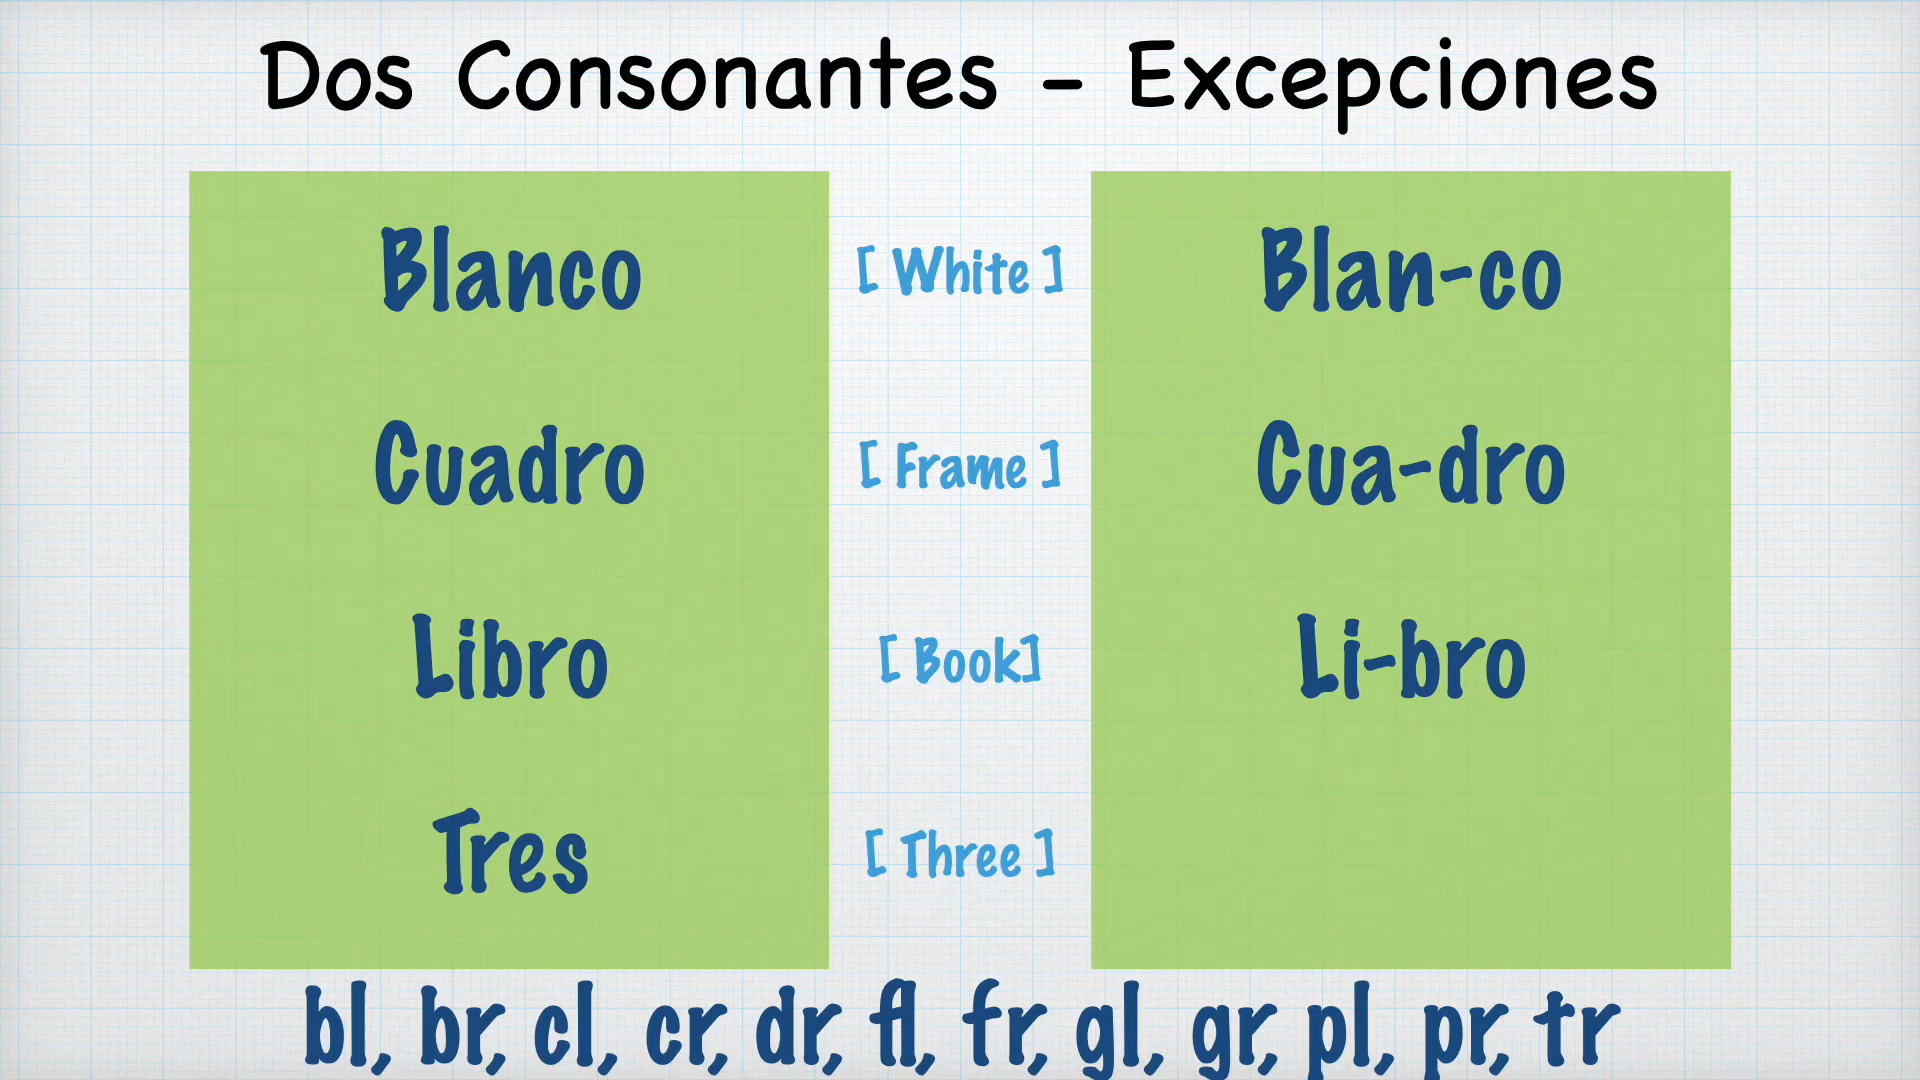 Dos Consonantes - Excepciones
Blanco [ White ] Blan-co
Cuadro [ Frame ] Cua-dro
Libro [ Book] Li-bro
Tres [ Three ]
bl, br, cl, cr, dr, fl, fr, gl, gr, pl, pr, tr